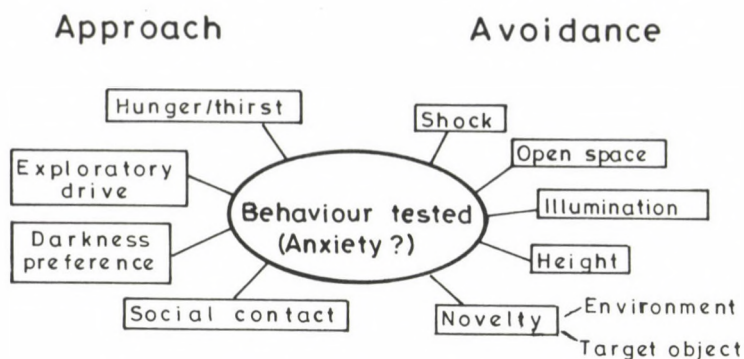 Approach
Avoidance
Hunger/thirst
Exploratory
drive
Darkness
preference
Social contact
Behaviour tested
(Anxiety?)
Shock
Open space
Illumination
Height
Novelty
Environment
Target object